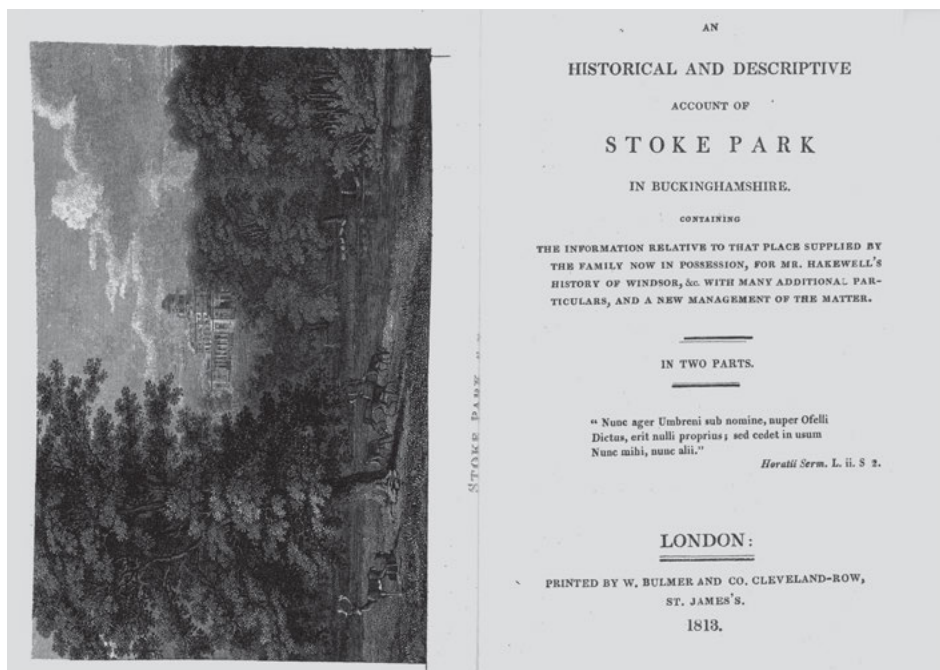 STOKE PARK
AN
HISTORICAL AND DESCRIPTIVE
ACCOUNT OF
STOKE PARK
IN BUCKINGHAMSHIRE.
CONTAINING
THE INFORMATION RELATIVE TO THAT PLACE SUPPLIED BY
THE FAMILY NOW IN POSSESSION, FOR MR. HAKEWELL'S
HISTORY OF WINDSOR, &c. WITH MANY ADDITIONAL PAR-
TICULARS, AND A NEW MANAGEMENT OF THE MATTER.
IN TWO PARTS.
“ Nunc ager Umbreni sub nomine, nuper Ofelli
Dictus, erit nulli proprius; sed cedet in usum
Nunc mihi, nunc alii.”
Horatii Serm. L. ii. S 2.
LONDON:
PRINTED BY W. BULMER AND CO. CLEVELAND-ROW,
ST. JAMES'S.
1813.